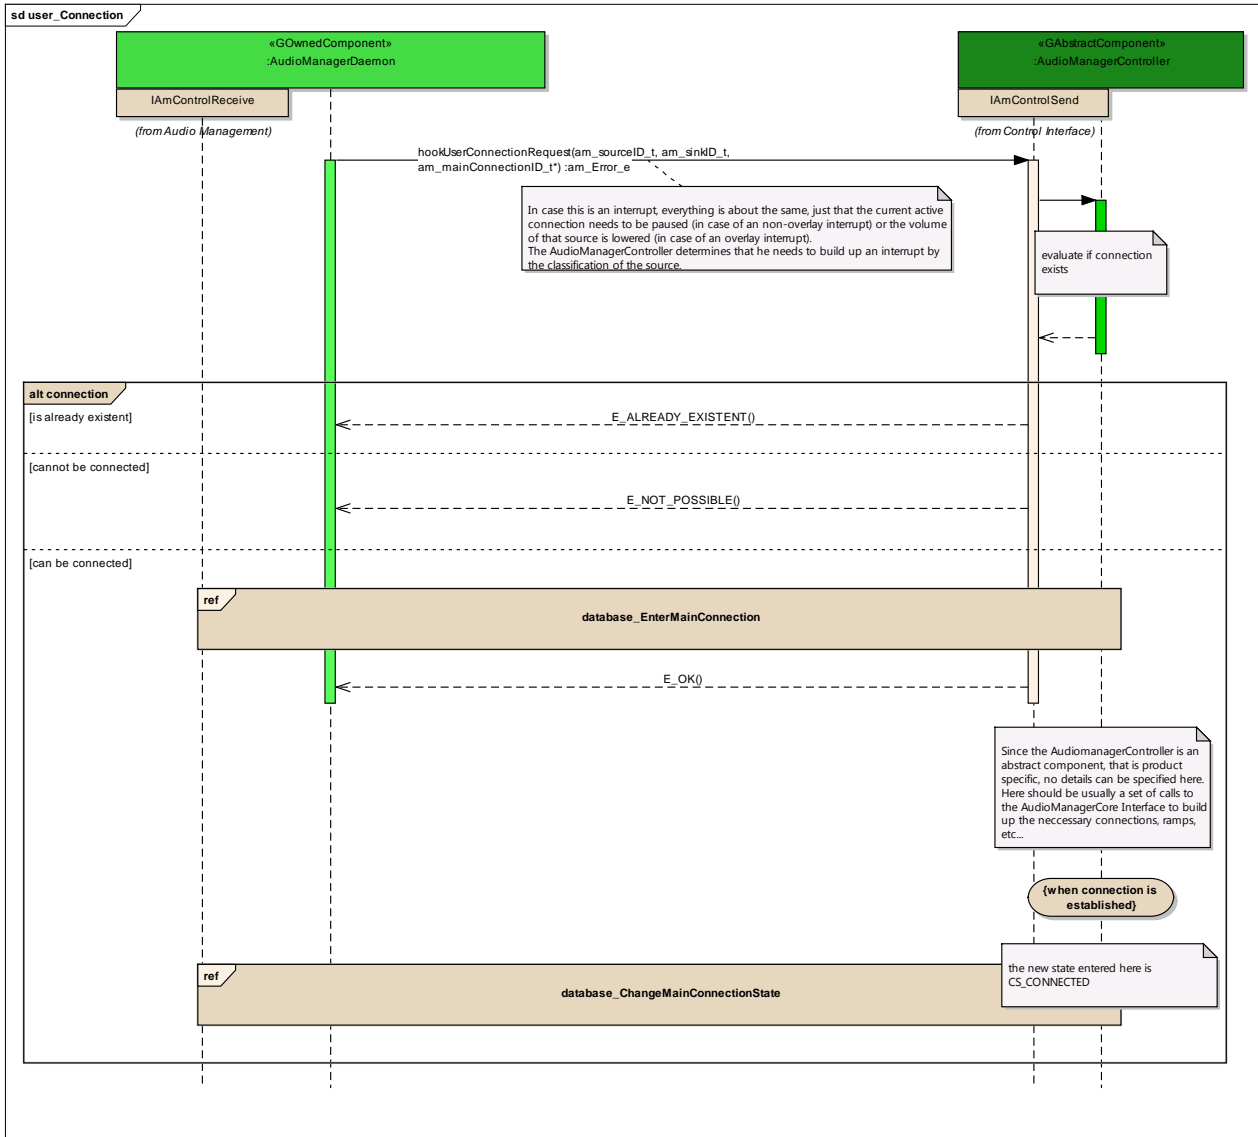 sd user_Connection
«GOwnedComponent»
:AudioManagerDaemon
«GAbstractComponent»
:AudioManagerController
IAmControlReceive
IAmControlSend
(from Audio Management)
(from Control Interface)
hookUserConnectionRequest(am_sourceID_t, am_sinkID_t,
am_mainConnectionID_t*) :am_Error_e
In case this is an interrupt, everything is about the same, just that the current active
connection needs to be paused (in case of an non-overlay interrupt) or the volume
of that source is lowered (in case of an overlay interrupt).
The AudioManagerController determines that he needs to build up an interrupt by
the classification of the source.
evaluate if connection
exists
alt connection
[is already existent]
E_ALREADY_EXISTENT()
[cannot be connected]
E_NOT_POSSIBLE()
[can be connected]
ref
database_EnterMainConnection
E_OK()
Since the AudiomanagerController is an
abstract component, that is product
specific, no details can be specified here.
Here should be usually a set of calls to
the AudioManagerCore Interface to build
up the neccessary connections, ramps,
etc...
{when connection is
established}
the new state entered here is
CS_CONNECTED
ref
database_ChangeMainConnectionState